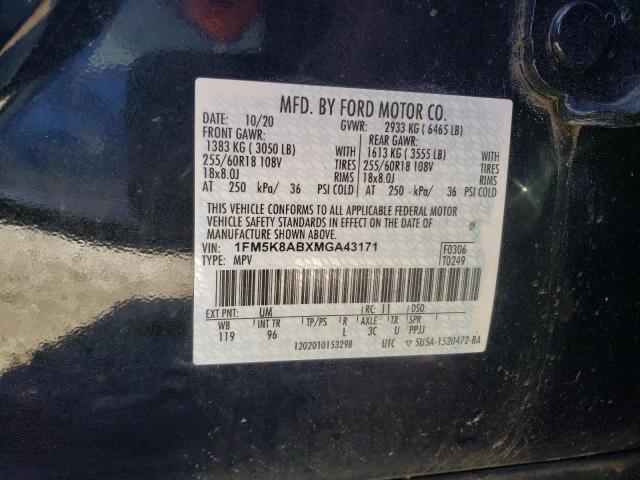 MFD. BY FORD MOTOR CO.
DATE: 10/20 GVWR: 2933 KG ( 6465 LB)
FRONT GAWR: REAR GAWR:
1383 KG ( 3050 LB) 1613 KG ( 3555 LB)
255/60R18 108V TIRES 255/60R18 108V TIRES
18x8.0J RIMS 18x8.0J RIMS
AT 250 kPa/ 36 PSI COLD AT 250 kPa/ 36 PSI COLD
THIS VEHICLE CONFORMS TO ALL APPLICABLE FEDERAL MOTOR
VEHICLE SAFETY STANDARDS IN EFFECT ON THE DATE OF
MANUFACTURE SHOWN ABOVE.
VIN: 1FM5K8ABXMGA43171 F0306
TYPE: MPV T0249
EXT PNT: UM RC: 11 DSO:
WB INT TR TP/PS R AXLE TR SPR
119 96 L 3C U PPJJ
1202010153298 UTC ▽ 5U5A-1520472-BA